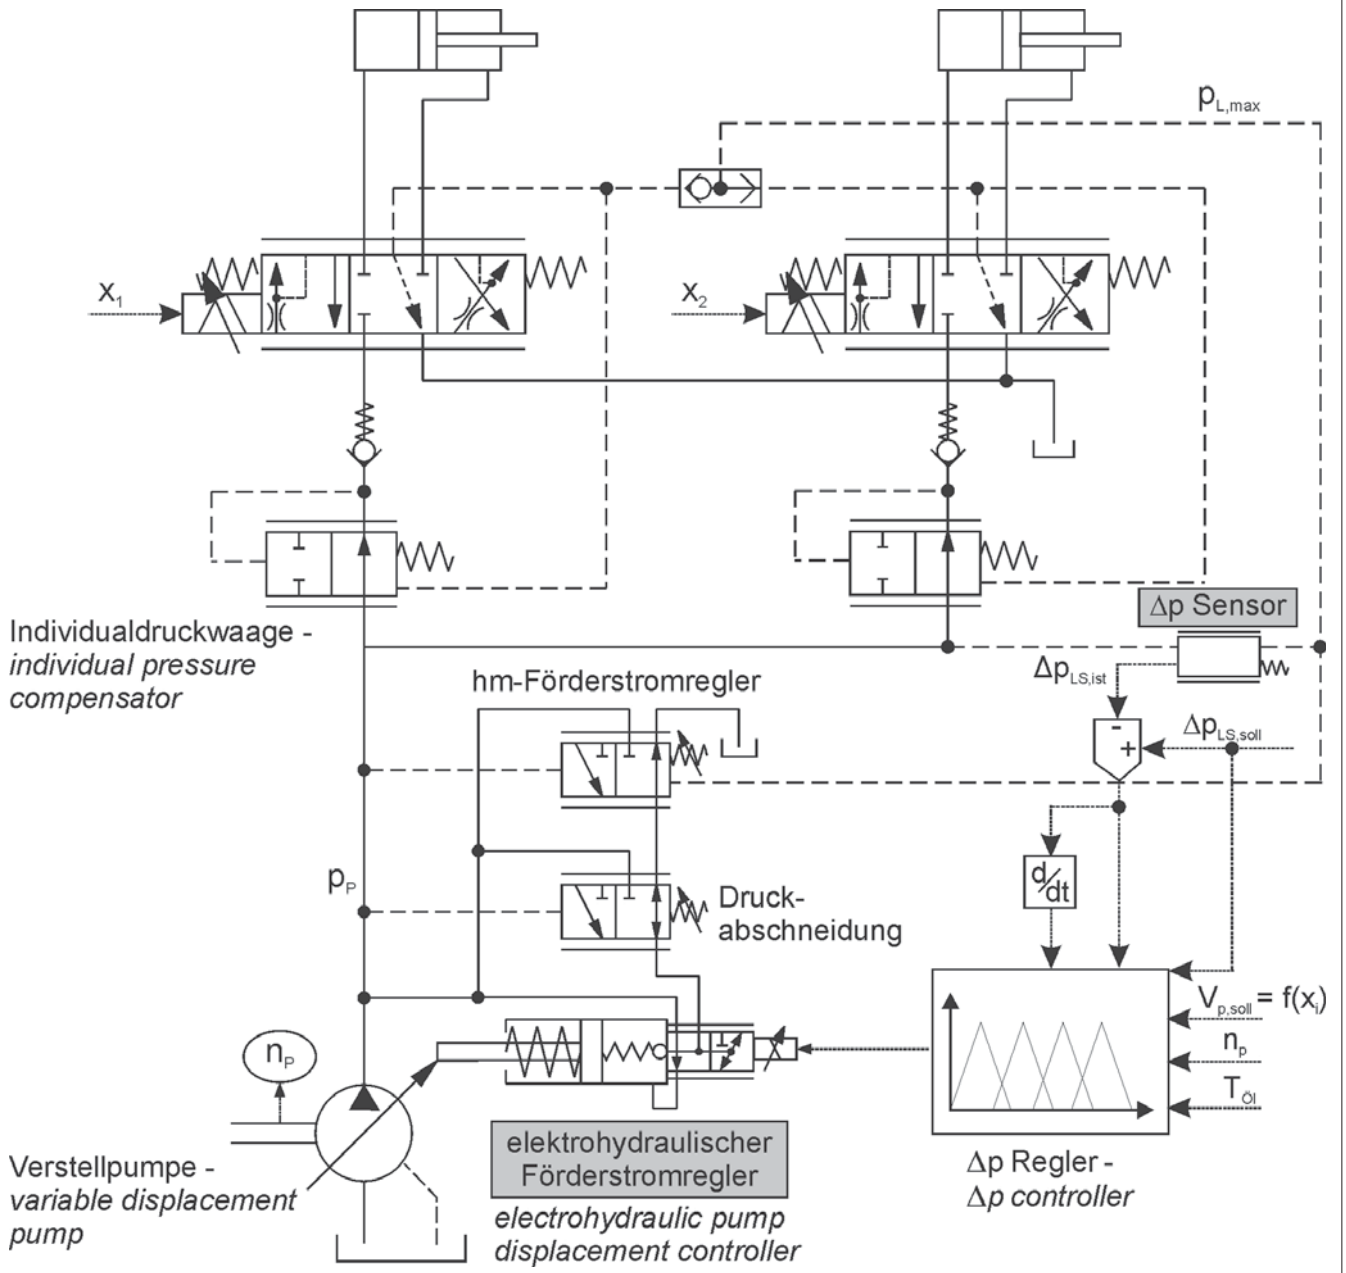 p_L,max
x_1
x_2
Individualdruckwaage -
individual pressure
compensator
Δp Sensor
Δp_LS,ist
hm-Förderstromregler
-
+
Δp_LS,soll
d/dt
p_P
Druck-
abschneidung
V_p,soll = f(x_i)
n_P
n_p
T_Öl
elektrohydraulischer
Förderstromregler
electrohydraulic pump
displacement controller
Verstellpumpe -
variable displacement
pump
Δp Regler -
Δp controller